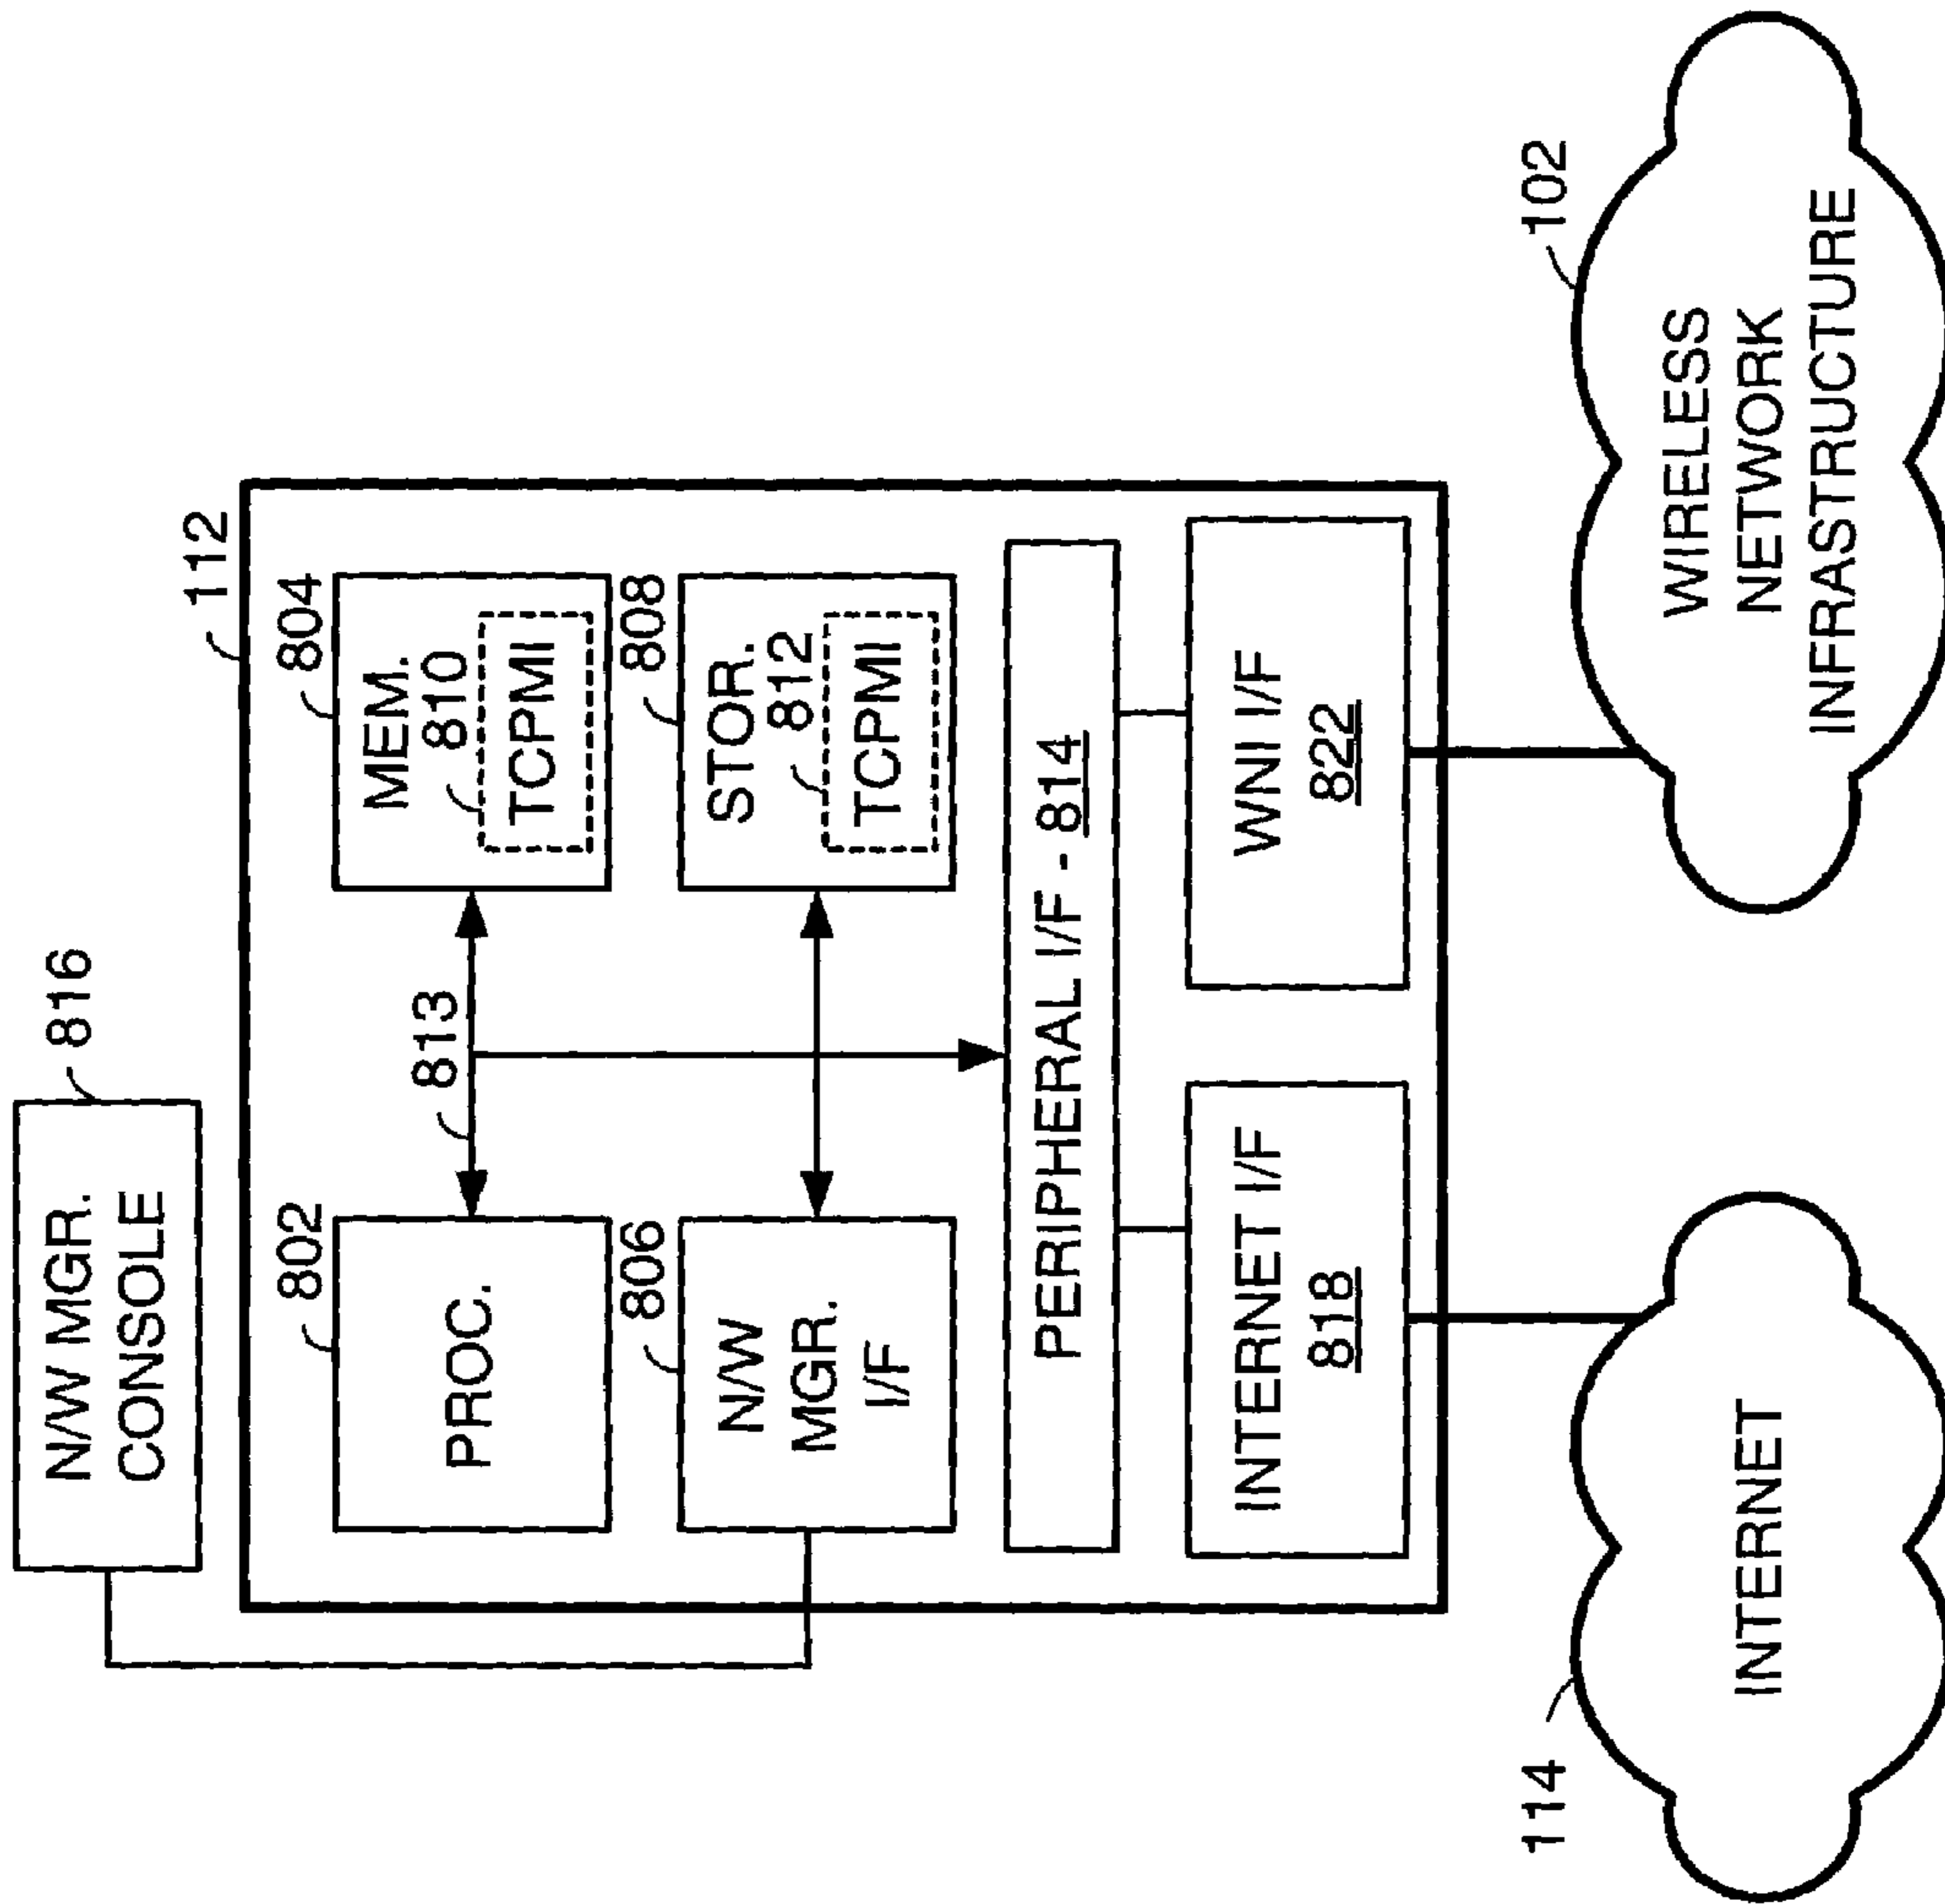 N/W MGR.
CONSOLE
816
112
802
PROC.
813
804
MEM.
810
TCPMI
806
N/W
MGR.
I/F
808
STOR.
812
TCPMI
PERIPHERAL I/F - 814
INTERNET I/F
818
WNI I/F
822
114
INTERNET
102
WIRELESS
NETWORK
INFRASTRUCTURE